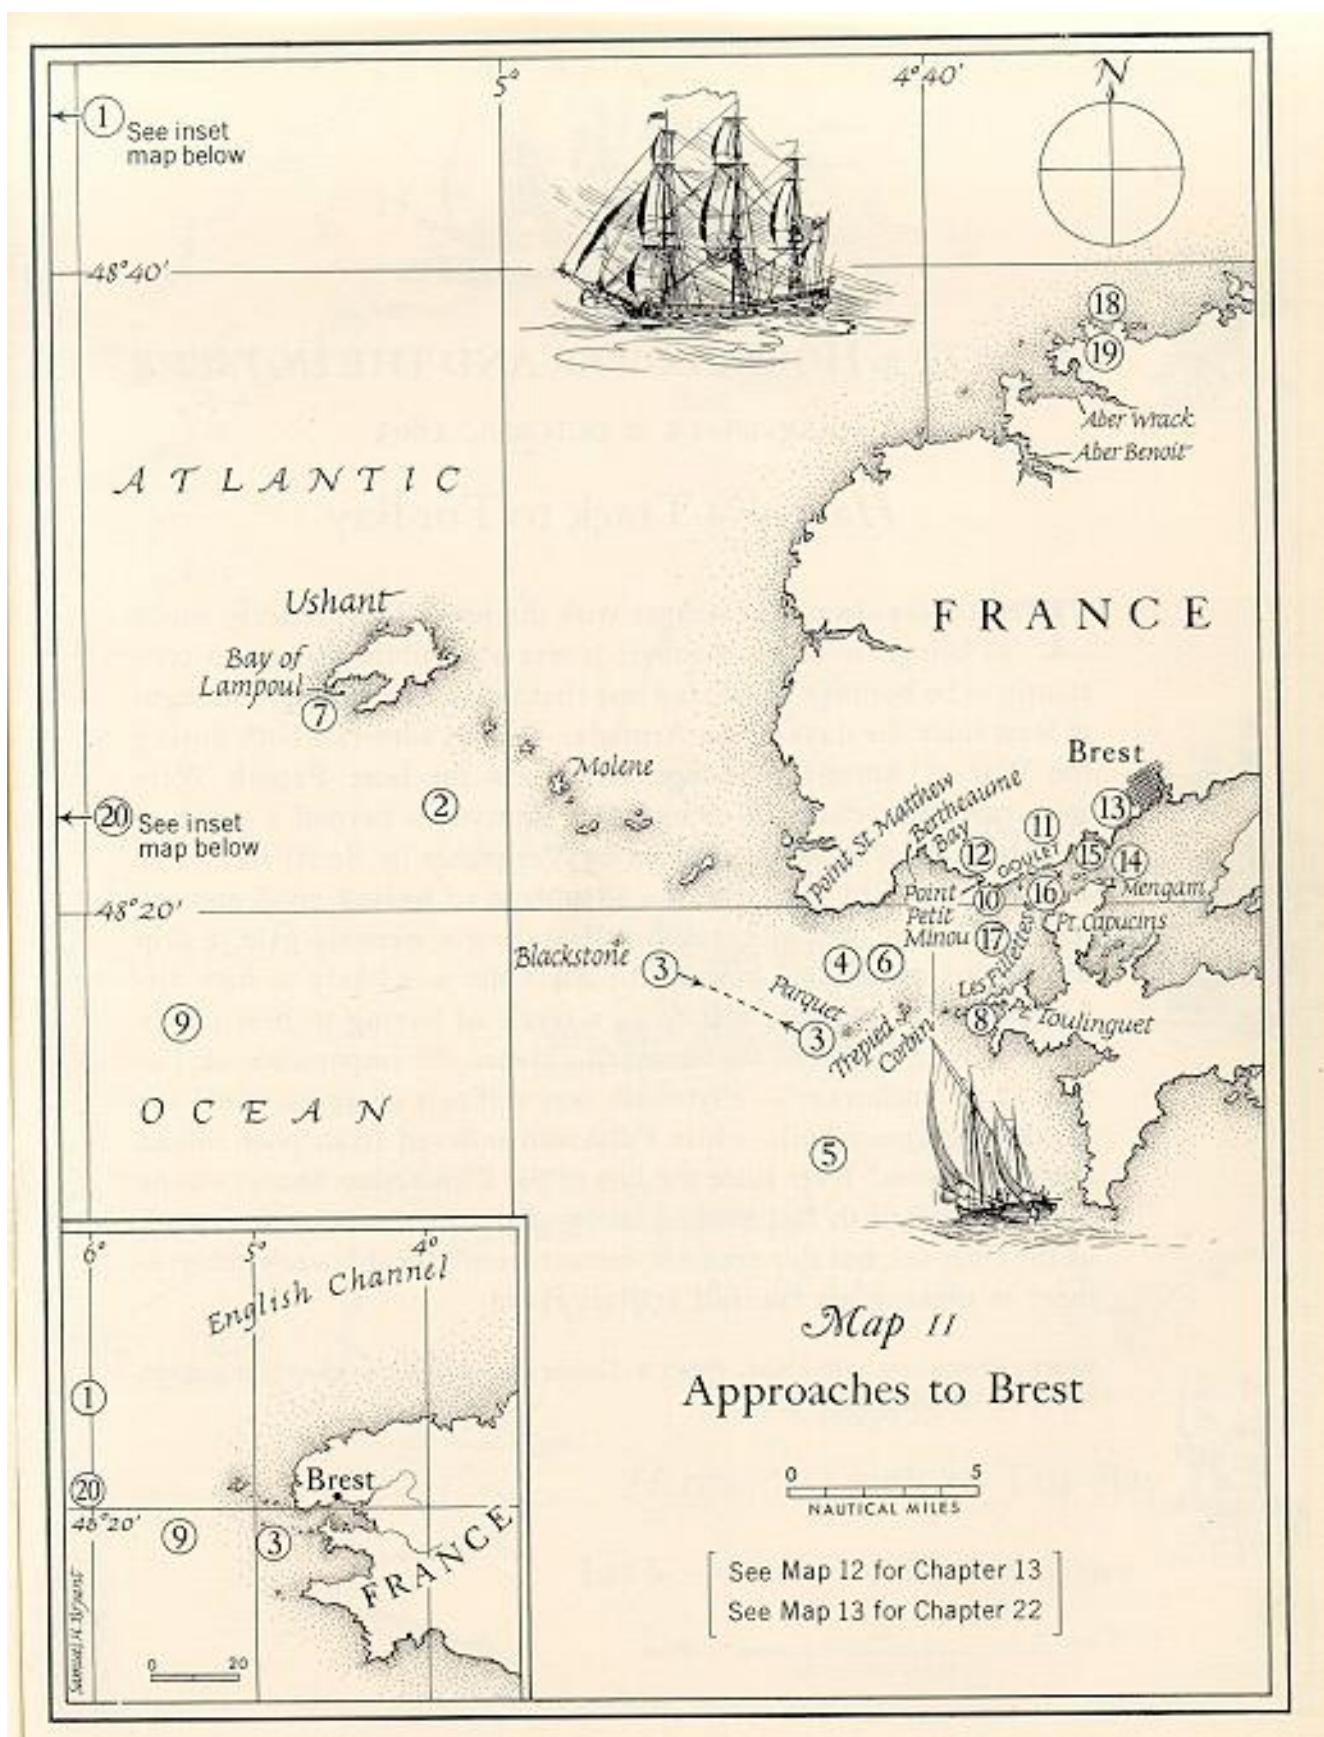 5°
4°40'
N
1
See inset
map below
48°40'
18
19
Aber Wrack
Aber Benoit
ATLANTIC
FRANCE
Ushant
Bay of
Lampoul
7
Molene
Brest
2
13
20
See inset
map below
Point St. Matthew
Bertheaume
Bay
11
12
GOULET
15
14
Mengam
48°20'
Point
Petit
Minou
10
16
Pt. Capucins
17
Les Fillettes
Blackstone
3
4
6
Parquet
3
Trepied
Corbin
8
Pt. Toulinguet
9
OCEAN
5
6°
5°
4°
English Channel
1
Brest
20
48°20'
9
3
FRANCE
Samuel H. Bryant
0
20
Map 11
Approaches to Brest
0
5
NAUTICAL MILES
See Map 12 for Chapter 13
See Map 13 for Chapter 22